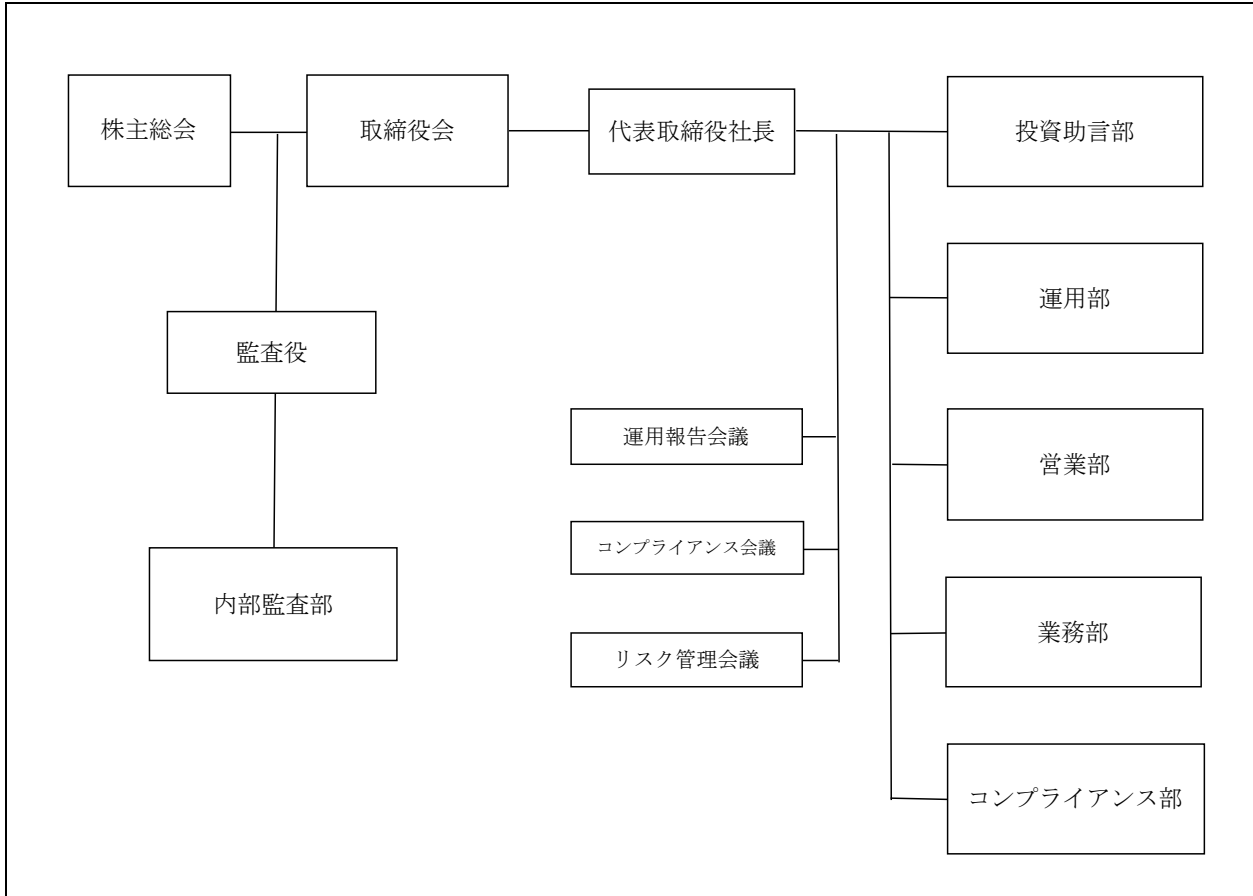 株主総会
取締役会
代表取締役社長
投資助言部
運用部
監査役
運用報告会議
営業部
コンプライアンス会議
内部監査部
業務部
リスク管理会議
コンプライアンス部